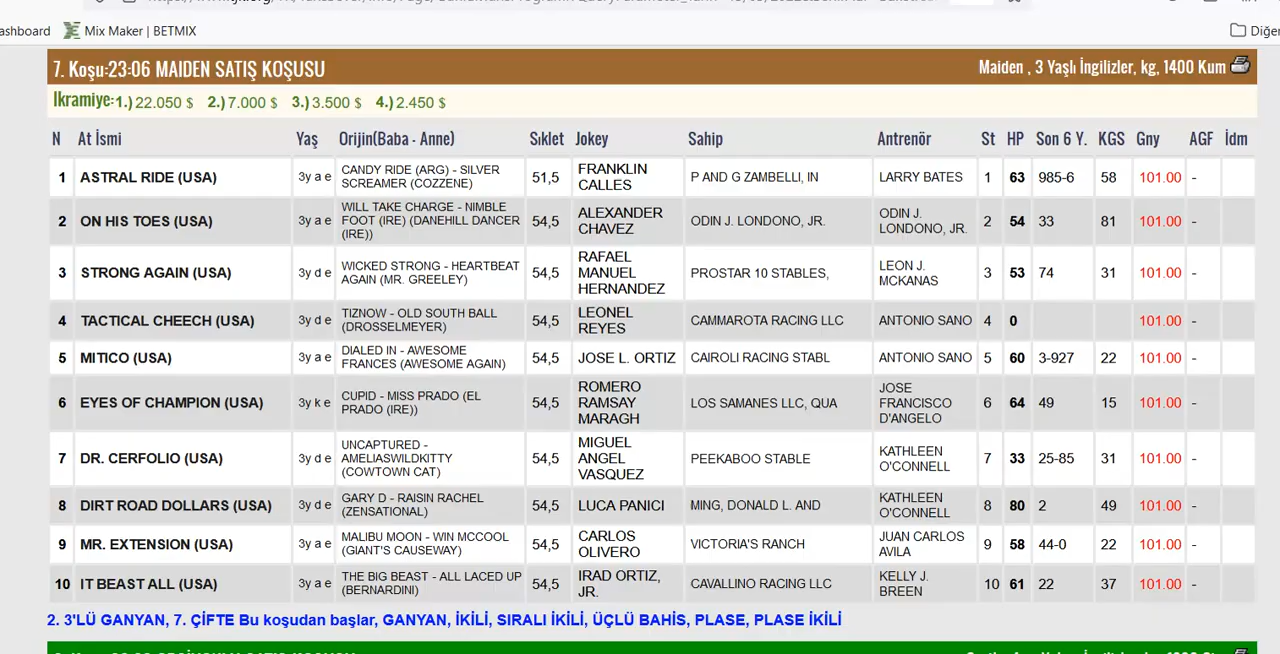 ashboard Mix Maker | BETMIX Diğer
7. Koşu:23:06 MAIDEN SATIŞ KOŞUSU Maiden , 3 Yaşlı İngilizler, kg, 1400 Kum
Ikramiye:1.) 22.050 $ 2.) 7.000 $ 3.) 3.500 $ 4.) 2.450 $
N At İsmi Yaş Orijin(Baba - Anne) Sıklet Jokey Sahip Antrenör St HP Son 6 Y. KGS Gny AGF İdm
1 ASTRAL RIDE (USA) 3y a e CANDY RIDE (ARG) - SILVER SCREAMER (COZZENE) 51,5 FRANKLIN CALLES P AND G ZAMBELLI, IN LARRY BATES 1 63 985-6 58 101.00 -
2 ON HIS TOES (USA) 3y a e WILL TAKE CHARGE - NIMBLE FOOT (IRE) (DANEHILL DANCER (IRE)) 54,5 ALEXANDER CHAVEZ ODIN J. LONDONO, JR. ODIN J. LONDONO, JR. 2 54 33 81 101.00 -
3 STRONG AGAIN (USA) 3y d e WICKED STRONG - HEARTBEAT AGAIN (MR. GREELEY) 54,5 RAFAEL MANUEL HERNANDEZ PROSTAR 10 STABLES, LEON J. MCKANAS 3 53 74 31 101.00 -
4 TACTICAL CHEECH (USA) 3y d e TIZNOW - OLD SOUTH BALL (DROSSELMEYER) 54,5 LEONEL REYES CAMMAROTA RACING LLC ANTONIO SANO 4 0 101.00 -
5 MITICO (USA) 3y a e DIALED IN - AWESOME FRANCES (AWESOME AGAIN) 54,5 JOSE L. ORTIZ CAIROLI RACING STABL ANTONIO SANO 5 60 3-927 22 101.00 -
6 EYES OF CHAMPION (USA) 3y k e CUPID - MISS PRADO (EL PRADO (IRE)) 54,5 ROMERO RAMSAY MARAGH LOS SAMANES LLC, QUA JOSE FRANCISCO D'ANGELO 6 64 49 15 101.00 -
7 DR. CERFOLIO (USA) 3y d e UNCAPTURED - AMELIASWILDKITTY (COWTOWN CAT) 54,5 MIGUEL ANGEL VASQUEZ PEEKABOO STABLE KATHLEEN O'CONNELL 7 33 25-85 31 101.00 -
8 DIRT ROAD DOLLARS (USA) 3y d e GARY D - RAISIN RACHEL (ZENSATIONAL) 54,5 LUCA PANICI MING, DONALD L. AND KATHLEEN O'CONNELL 8 80 2 49 101.00 -
9 MR. EXTENSION (USA) 3y a e MALIBU MOON - WIN MCCOOL (GIANT'S CAUSEWAY) 54,5 CARLOS OLIVERO VICTORIA'S RANCH JUAN CARLOS AVILA 9 58 44-0 22 101.00 -
10 IT BEAST ALL (USA) 3y a e THE BIG BEAST - ALL LACED UP (BERNARDINI) 54,5 IRAD ORTIZ, JR. CAVALLINO RACING LLC KELLY J. BREEN 10 61 22 37 101.00 -
2. 3'LÜ GANYAN, 7. ÇİFTE Bu koşudan başlar, GANYAN, İKİLİ, SIRALI İKİLİ, ÜÇLÜ BAHİS, PLASE, PLASE İKİLİ